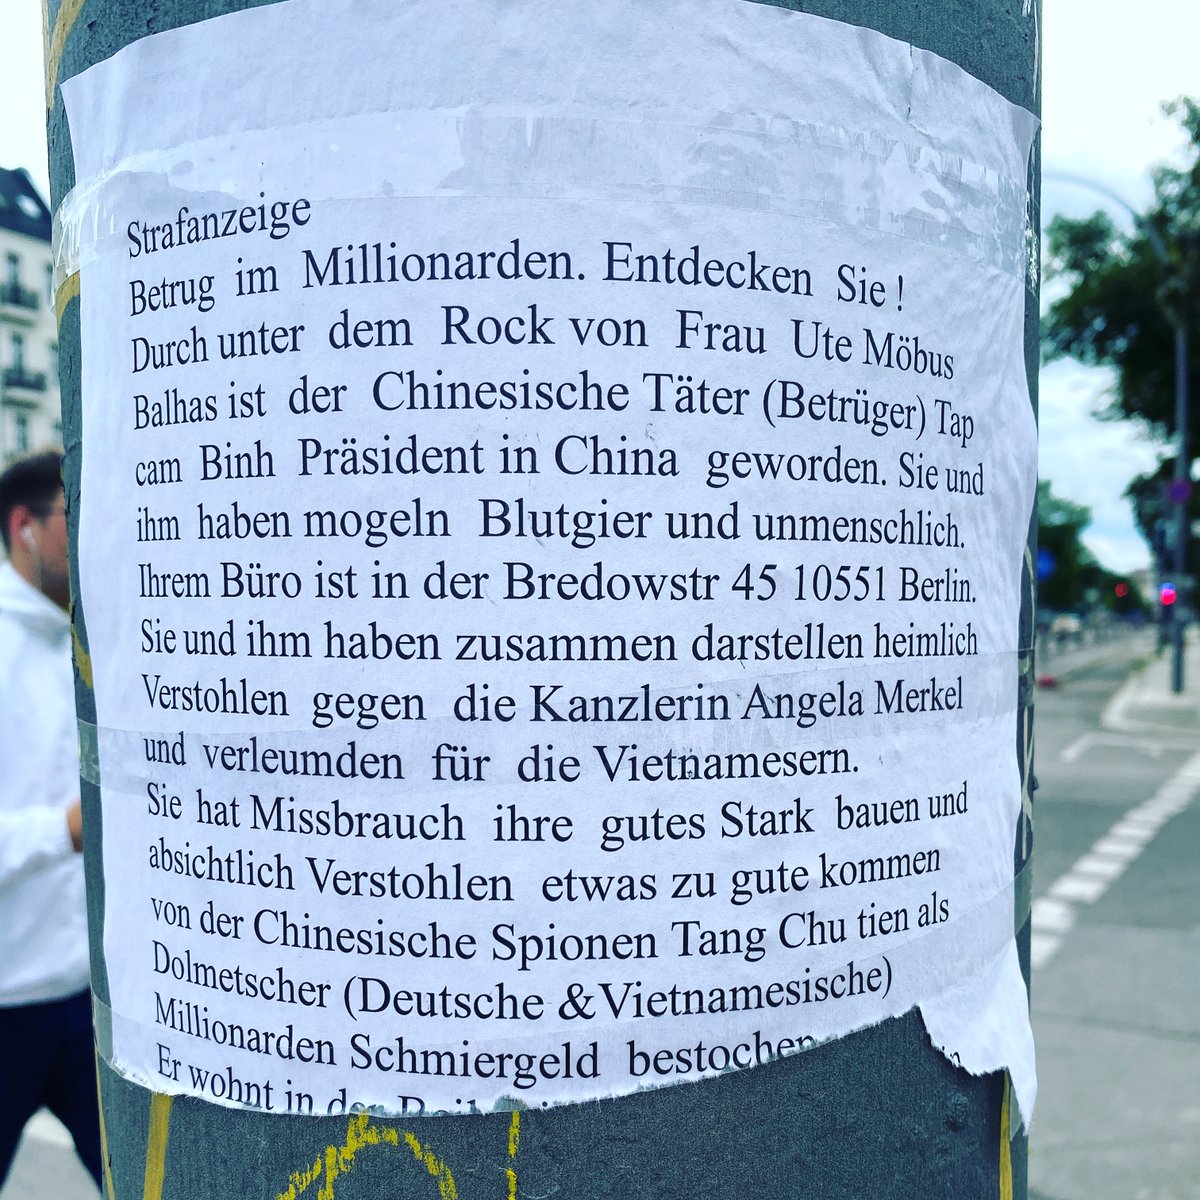 Strafanzeige
Betrug im Millionarden. Entdecken Sie !
Durch unter dem Rock von Frau Ute Möbus
Balhas ist der Chinesische Täter (Betrüger) Tap
cam Binh Präsident in China geworden. Sie und
ihm haben mogeln Blutgier und unmenschlich.
Ihrem Büro ist in der Bredowstr 45 10551 Berlin.
Sie und ihm haben zusammen darstellen heimlich
Verstohlen gegen die Kanzlerin Angela Merkel
und verleumden für die Vietnamesern.
Sie hat Missbrauch ihre gutes Stark bauen und
absichtlich Verstohlen etwas zu gute kommen
von der Chinesische Spionen Tang Chu tien als
Dolmetscher (Deutsche &Vietnamesische)
Millionarden Schmiergeld bestochen
Er wohnt in der